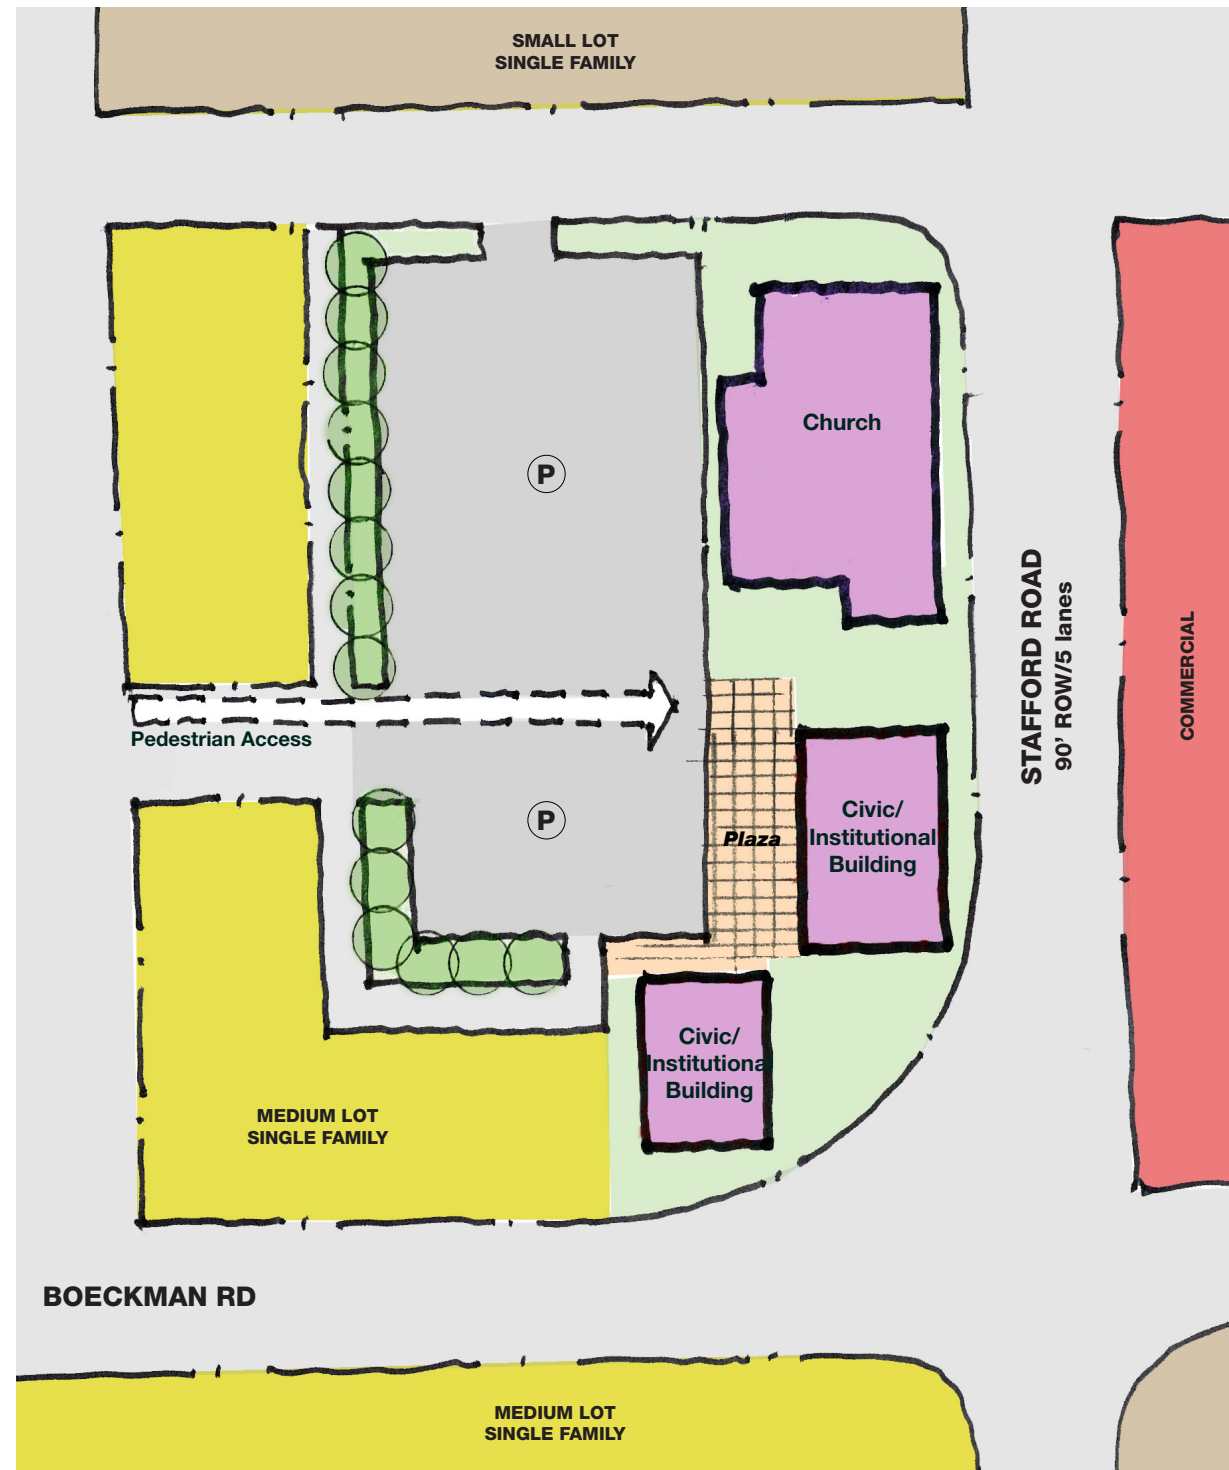 SMALL LOT
SINGLE FAMILY
Church
P
STAFFORD ROAD
90' ROW/5 lanes
COMMERCIAL
Pedestrian Access
P
Plaza
Civic/
Institutional
Building
Civic/
Institutional
Building
MEDIUM LOT
SINGLE FAMILY
BOECKMAN RD
MEDIUM LOT
SINGLE FAMILY